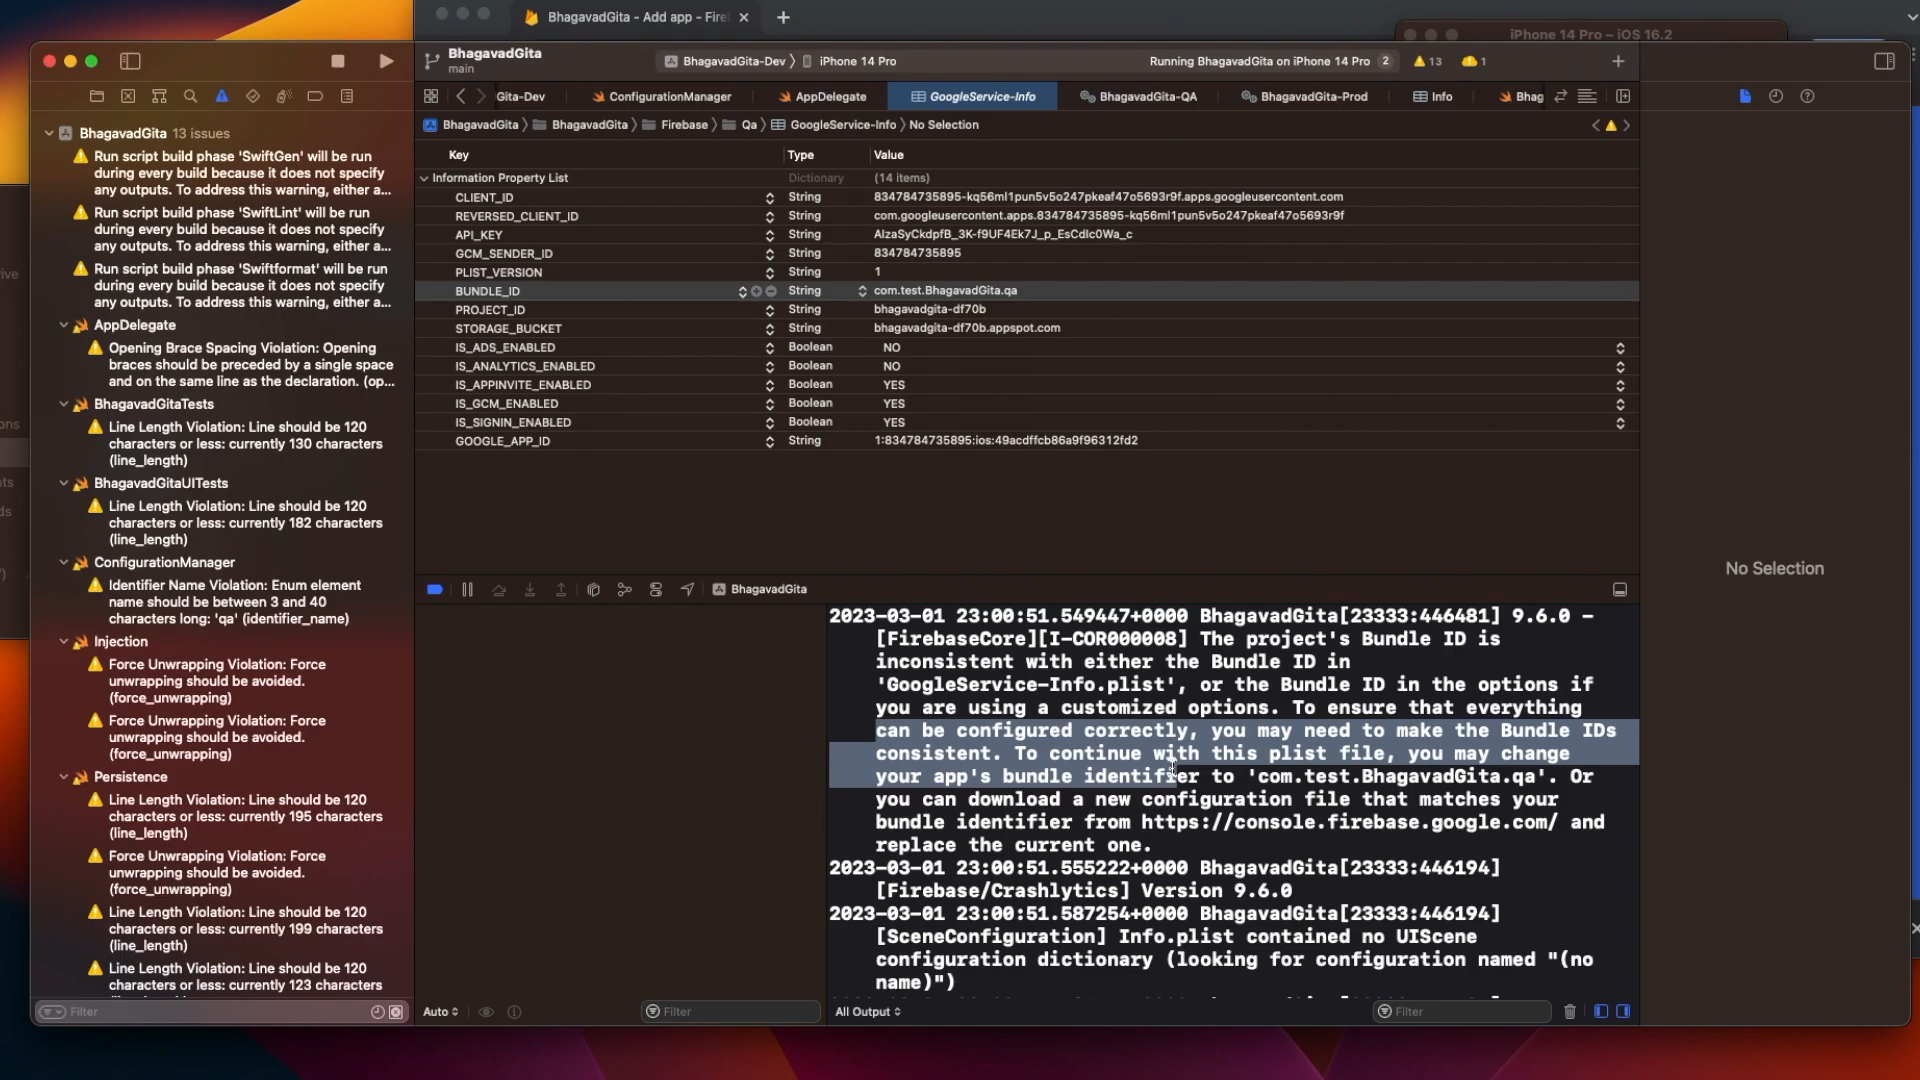 BhagavadGita - Add app - Fire
iPhone 14 Pro – iOS 16.2
BhagavadGita
main
BhagavadGita-Dev
iPhone 14 Pro
Running BhagavadGita on iPhone 14 Pro
2
13
1
Gita-Dev
ConfigurationManager
AppDelegate
GoogleService-Info
BhagavadGita-QA
BhagavadGita-Prod
Info
Bhag
BhagavadGita
BhagavadGita
Firebase
Qa
GoogleService-Info
No Selection
BhagavadGita 13 issues
Run script build phase 'SwiftGen' will be run
during every build because it does not specify
any outputs. To address this warning, either a...
Run script build phase 'SwiftLint' will be run
during every build because it does not specify
any outputs. To address this warning, either a...
Run script build phase 'Swiftformat' will be run
during every build because it does not specify
any outputs. To address this warning, either a...
AppDelegate
Opening Brace Spacing Violation: Opening
braces should be preceded by a single space
and on the same line as the declaration. (op...
BhagavadGitaTests
Line Length Violation: Line should be 120
characters or less: currently 130 characters
(line_length)
BhagavadGitaUITests
Line Length Violation: Line should be 120
characters or less: currently 182 characters
(line_length)
ConfigurationManager
Identifier Name Violation: Enum element
name should be between 3 and 40
characters long: 'qa' (identifier_name)
Injection
Force Unwrapping Violation: Force
unwrapping should be avoided.
(force_unwrapping)
Force Unwrapping Violation: Force
unwrapping should be avoided.
(force_unwrapping)
Persistence
Line Length Violation: Line should be 120
characters or less: currently 195 characters
(line_length)
Force Unwrapping Violation: Force
unwrapping should be avoided.
(force_unwrapping)
Line Length Violation: Line should be 120
characters or less: currently 199 characters
(line_length)
Line Length Violation: Line should be 120
characters or less: currently 123 characters
Filter
Key Type Value
Information Property List Dictionary (14 items)
CLIENT_ID String 834784735895-kq56ml1pun5v5o247pkeaf47o5693r9f.apps.googleusercontent.com
REVERSED_CLIENT_ID String com.googleusercontent.apps.834784735895-kq56ml1pun5v5o247pkeaf47o5693r9f
API_KEY String AIzaSyCkdpfB_3K-f9UF4Ek7J_p_EsCdlc0Wa_c
GCM_SENDER_ID String 834784735895
PLIST_VERSION String 1
BUNDLE_ID String com.test.BhagavadGita.qa
PROJECT_ID String bhagavadgita-df70b
STORAGE_BUCKET String bhagavadgita-df70b.appspot.com
IS_ADS_ENABLED Boolean NO
IS_ANALYTICS_ENABLED Boolean NO
IS_APPINVITE_ENABLED Boolean YES
IS_GCM_ENABLED Boolean YES
IS_SIGNIN_ENABLED Boolean YES
GOOGLE_APP_ID String 1:834784735895:ios:49acdffcb86a9f96312fd2
No Selection
BhagavadGita
2023-03-01 23:00:51.549447+0000 BhagavadGita[23333:446481] 9.6.0 -
[FirebaseCore][I-COR000008] The project's Bundle ID is
inconsistent with either the Bundle ID in
'GoogleService-Info.plist', or the Bundle ID in the options if
you are using a customized options. To ensure that everything
can be configured correctly, you may need to make the Bundle IDs
consistent. To continue with this plist file, you may change
your app's bundle identifier to 'com.test.BhagavadGita.qa'. Or
you can download a new configuration file that matches your
bundle identifier from https://console.firebase.google.com/ and
replace the current one.
2023-03-01 23:00:51.555222+0000 BhagavadGita[23333:446194]
[Firebase/Crashlytics] Version 9.6.0
2023-03-01 23:00:51.587254+0000 BhagavadGita[23333:446194]
[SceneConfiguration] Info.plist contained no UIScene
configuration dictionary (looking for configuration named "(no
name)")
Auto
Filter
All Output
Filter